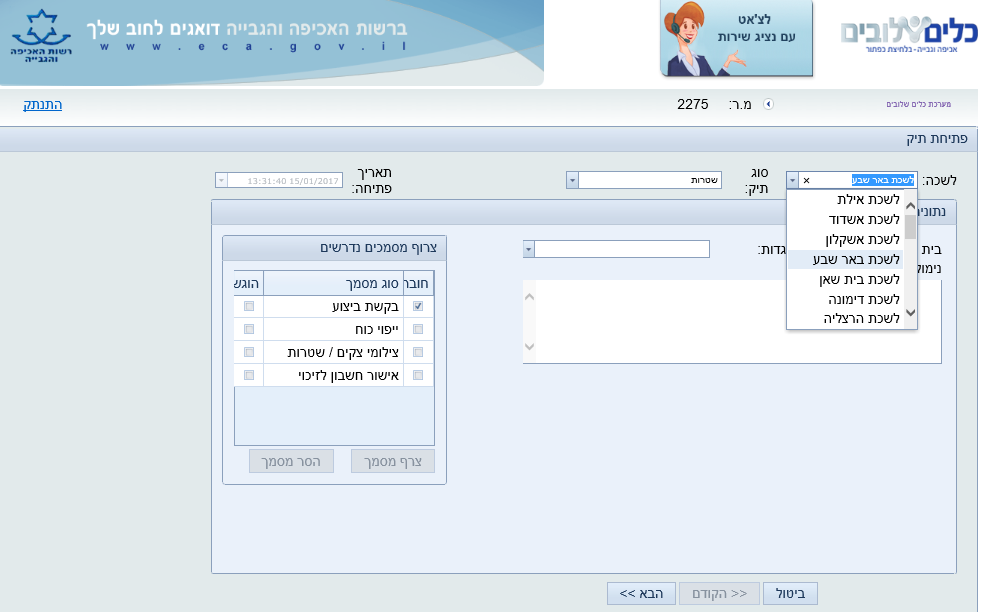 כלים שלובים
אכיפה וגבייה - בלחיצת כפתור
לצ'אט
עם נציג שירות
ברשות האכיפה והגבייה דואגים לחוב שלך
www.eca.gov.il
רשות האכיפה
והגבייה
מערכת כלים שלובים
מ.ר: 2275
התנתק
פתיחת תיק
לשכה: לשכת באר שבע
סוג תיק: שטרות
תאריך פתיחה: 15/01/2017 13:31:40
לשכת אילת
לשכת אשדוד
לשכת אשקלון
לשכת באר שבע
לשכת בית שאן
לשכת דימונה
לשכת הרצליה
בית
גדות:
צרוף מסמכים נדרשים
סוג מסמך
בקשת ביצוע
ייפוי כוח
צילומי צקים / שטרות
אישור חשבון לזיכוי
צרף מסמך
הסר מסמך
ביטול
<< הקודם
הבא >>